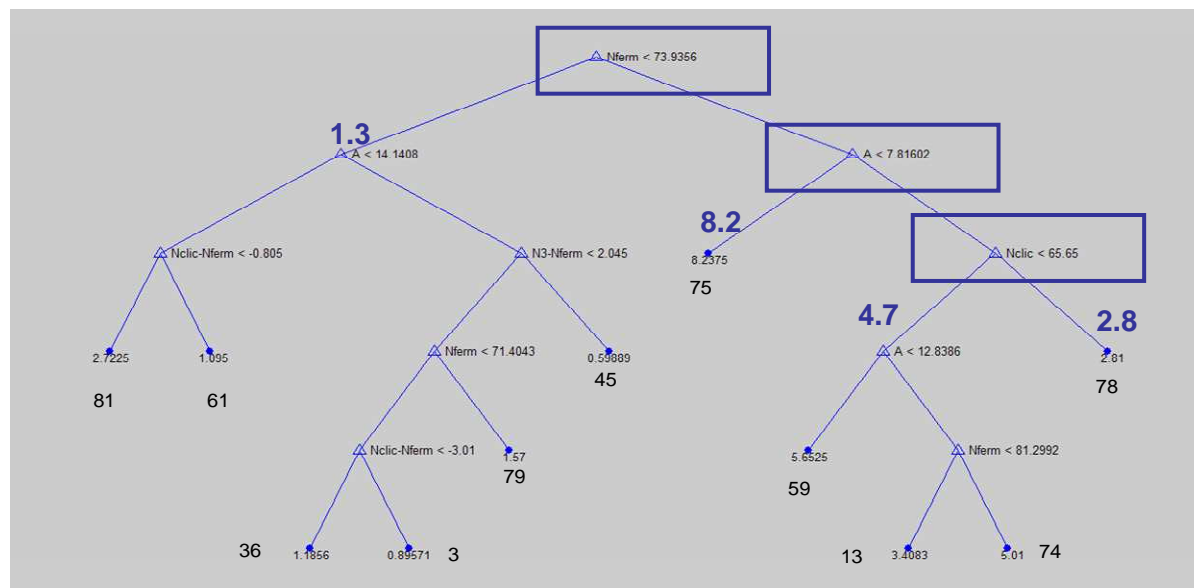 Nferm < 73.9356
1.3
A < 14.1408
A < 7.81602
8.2
Nclic-Nferm < -0.805
N3-Nferm < 2.045
8.2375
Nclic < 65.65
75
4.7
2.8
2.7225
1.095
Nferm < 71.4043
0.59889
A < 12.8386
2.81
81
61
45
78
Nclic-Nferm < -3.01
1.57
5.6525
Nferm < 81.2992
79
59
36
1.1856
0.89571
3
13
3.4083
5.01
74